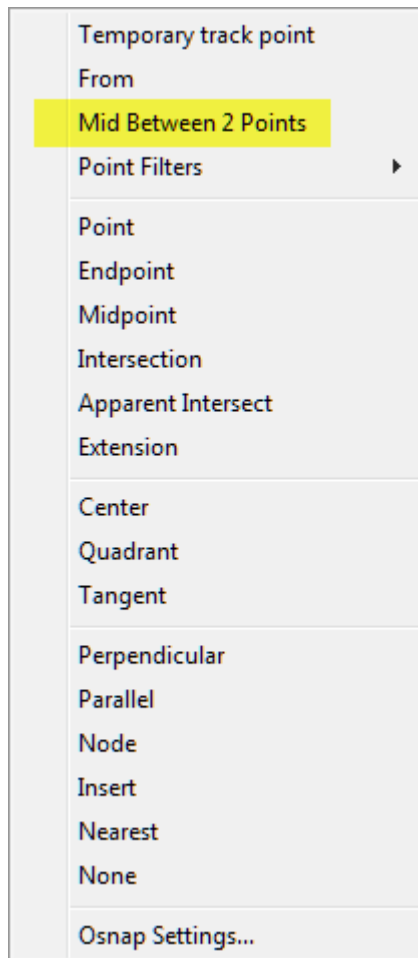 Temporary track point
From
Mid Between 2 Points
Point Filters
Point
Endpoint
Midpoint
Intersection
Apparent Intersect
Extension
Center
Quadrant
Tangent
Perpendicular
Parallel
Node
Insert
Nearest
None
Osnap Settings...